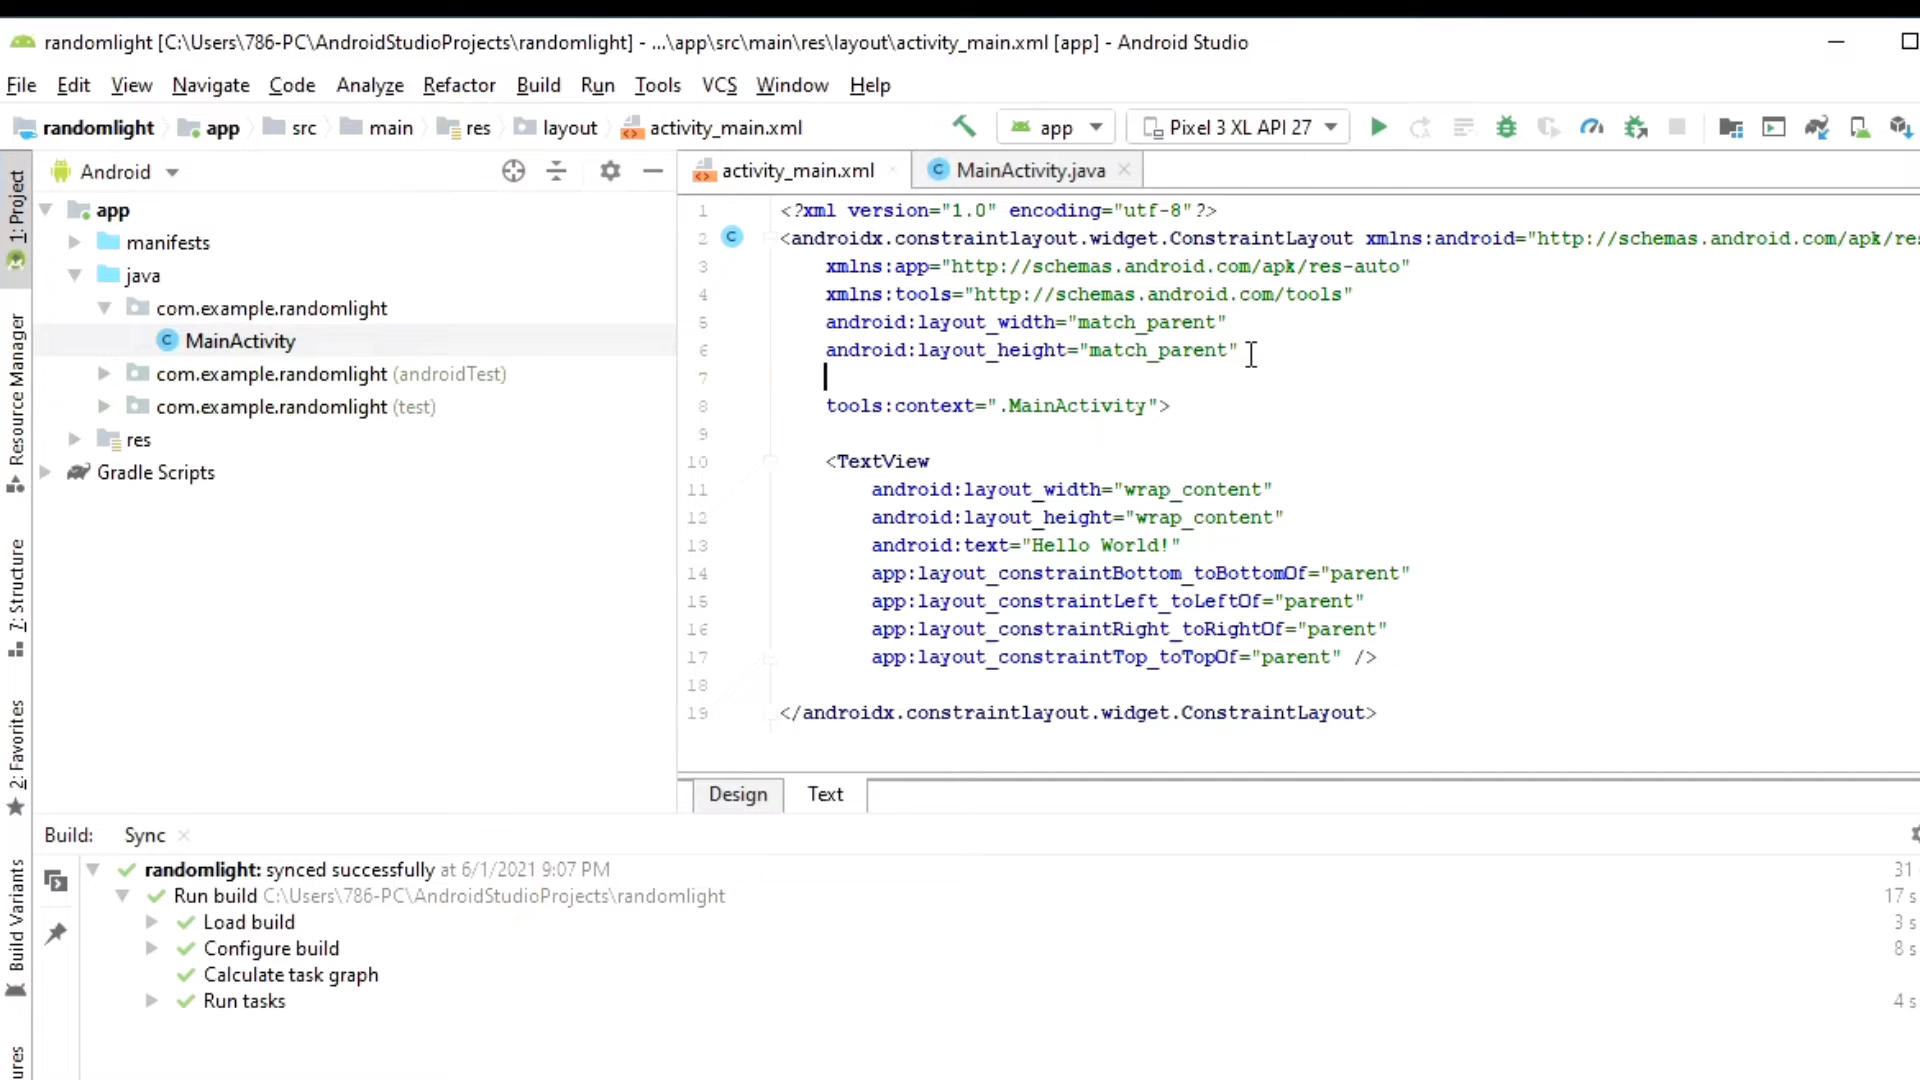 randomlight [C:\Users\786-PC\AndroidStudioProjects\randomlight] - ...\app\src\main\res\layout\activity_main.xml [app] - Android Studio
File Edit View Navigate Code Analyze Refactor Build Run Tools VCS Window Help
randomlight app src main res layout activity_main.xml app Pixel 3 XL API 27
Android activity_main.xml MainActivity.java
1: Project
Resource Manager
7: Structure
2: Favorites
Build Variants
app
manifests
java
com.example.randomlight
MainActivity
com.example.randomlight (androidTest)
com.example.randomlight (test)
res
Gradle Scripts
1 <?xml version="1.0" encoding="utf-8"?>
2 <androidx.constraintlayout.widget.ConstraintLayout xmlns:android="http://schemas.android.com/apk/res
3 xmlns:app="http://schemas.android.com/apk/res-auto"
4 xmlns:tools="http://schemas.android.com/tools"
5 android:layout_width="match_parent"
6 android:layout_height="match_parent"
7
8 tools:context=".MainActivity">
9
10 <TextView
11 android:layout_width="wrap_content"
12 android:layout_height="wrap_content"
13 android:text="Hello World!"
14 app:layout_constraintBottom_toBottomOf="parent"
15 app:layout_constraintLeft_toLeftOf="parent"
16 app:layout_constraintRight_toRightOf="parent"
17 app:layout_constraintTop_toTopOf="parent" />
18
19 </androidx.constraintlayout.widget.ConstraintLayout>
Design Text
Build: Sync
randomlight: synced successfully at 6/1/2021 9:07 PM 31
Run build C:\Users\786-PC\AndroidStudioProjects\randomlight 17 s
Load build 3 s
Configure build 8 s
Calculate task graph
Run tasks 4 s